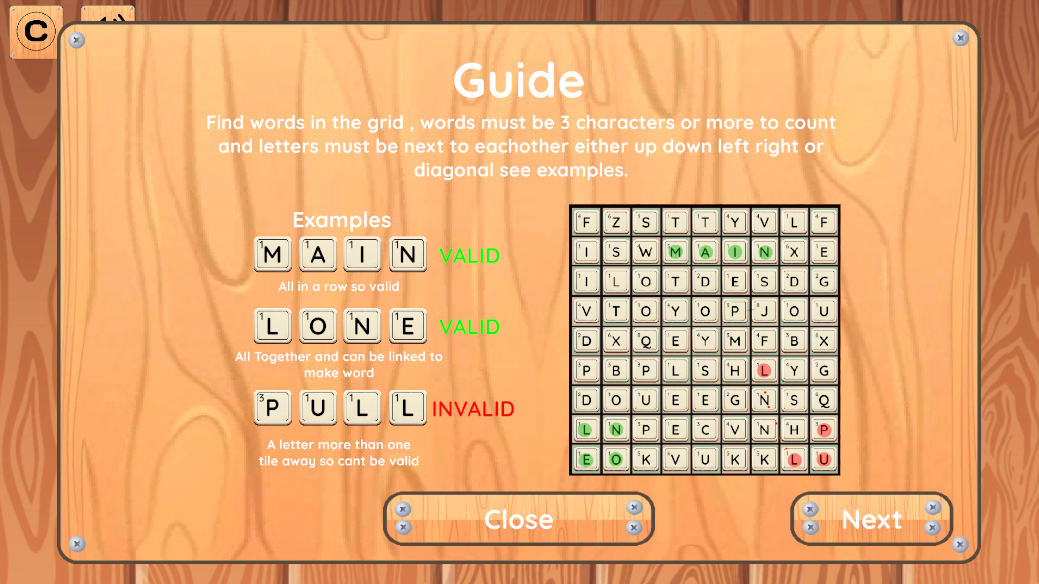 C
Guide
Find words in the grid , words must be 3 characters or more to count
and letters must be next to eachother either up down left right or
diagonal see examples.
Examples
M A I N VALID
All in a row so valid
L O N E VALID
All Together and can be linked to
make word
P U L L INVALID
A letter more than one
tile away so cant be valid
F Z S T T Y V L F
I S W M A I N X E
I L O T D E S D G
V T O Y O P J O U
D X Q E Y M F B X
P B P L S H L Y G
D O U E E G N S Q
L N P E C V N H P
E O K V U K K L U
Close
Next